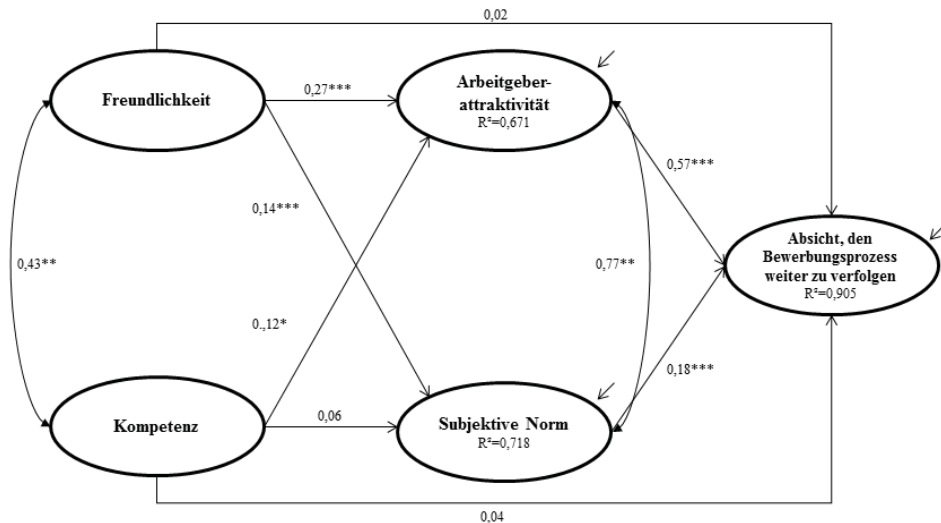 0,02
Freundlichkeit
0,27***
Arbeitgeber-
attraktivität
R²=0,671
0,57***
0,14***
0,43**
0,77**
Absicht, den
Bewerbungsprozess
weiter zu verfolgen
R²=0,905
0.,12*
0,18***
Kompetenz
0,06
Subjektive Norm
R²=0,718
0,04